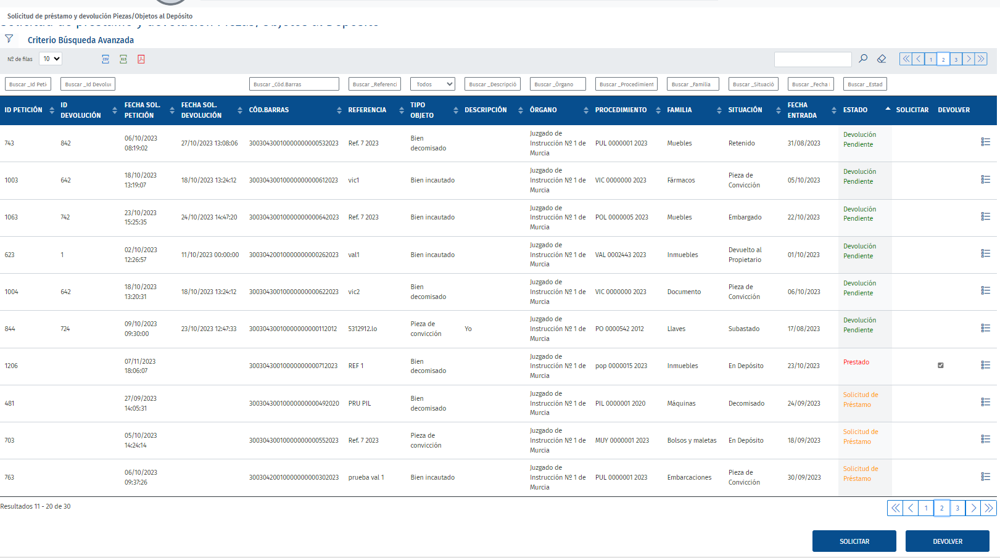 Solicitud de préstamo y devolución Piezas/Objetos al Depósito
Solicitud de préstamo y devolución Piezas/Objetos al Depósito
Criterio Búsqueda Avanzada
Nº de filas 10 CSV XLS 1 2 3
Buscar _Id Peti Buscar _Id Devolu Buscar _Cód.Barras Buscar _Referenci Todos Buscar _Descripció Buscar _Órgano Buscar _Procedimient Buscar _Familia Buscar _Situació Buscar _Fecha Buscar _Estad
ID PETICIÓN ID DEVOLUCIÓN FECHA SOL. PETICIÓN FECHA SOL. DEVOLUCIÓN CÓD.BARRAS REFERENCIA TIPO OBJETO DESCRIPCIÓN ÓRGANO PROCEDIMIENTO FAMILIA SITUACIÓN FECHA ENTRADA ESTADO SOLICITAR DEVOLVER
743 842 06/10/2023 08:19:02 27/10/2023 13:08:06 30030430010000000000532023 Ref. 7 2023 Bien decomisado Juzgado de Instrucción Nº 1 de Murcia PUL 0000001 2023 Muebles Retenido 31/08/2023 Devolución Pendiente
1003 642 18/10/2023 13:19:07 18/10/2023 13:24:12 30030430010000000000612023 vic1 Bien incautado Juzgado de Instrucción Nº 1 de Murcia VIC 0000000 2023 Fármacos Pieza de Convicción 05/10/2023 Devolución Pendiente
1063 742 23/10/2023 15:25:35 24/10/2023 14:47:20 30030430010000000000642023 Ref. 7 2023 Bien incautado Juzgado de Instrucción Nº 1 de Murcia POL 0000005 2023 Muebles Embargado 22/10/2023 Devolución Pendiente
623 1 02/10/2023 12:26:57 11/10/2023 00:00:00 30030420010000000000262023 val1 Bien incautado Juzgado de Instrucción Nº 1 de Murcia VAL 0002443 2023 Inmuebles Devuelto al Propietario 01/10/2023 Devolución Pendiente
1004 642 18/10/2023 13:20:31 18/10/2023 13:24:12 30030430010000000000622023 vic2 Bien decomisado Juzgado de Instrucción Nº 1 de Murcia VIC 0000000 2023 Documento Pieza de Convicción 06/10/2023 Devolución Pendiente
844 724 09/10/2023 09:30:00 23/10/2023 12:47:33 30030430010000000000112012 5312912.lo Pieza de convicción Yo Juzgado de Instrucción Nº 1 de Murcia PO 0000542 2012 Llaves Subastado 17/08/2023 Devolución Pendiente
1206 07/11/2023 18:06:07 30030430010000000000712023 REF 1 Bien decomisado Juzgado de Instrucción Nº 1 de Murcia pop 0000015 2023 Inmuebles En Depósito 23/10/2023 Prestado
481 27/09/2023 14:05:31 30030430010000000000492020 PRU PIL Bien decomisado Juzgado de Instrucción Nº 1 de Murcia PIL 0000001 2020 Máquinas Decomisado 24/09/2023 Solicitud de Préstamo
703 05/10/2023 14:24:14 30030430010000000000552023 Ref. 7 2023 Pieza de convicción Juzgado de Instrucción Nº 1 de Murcia MUY 0000001 2023 Bolsos y maletas En Depósito 18/09/2023 Solicitud de Préstamo
763 06/10/2023 09:37:26 30030420010000000000302023 prueba val 1 Bien incautado Juzgado de Instrucción Nº 1 de Murcia PUL 0000001 2023 Embarcaciones Pieza de Convicción 30/09/2023 Solicitud de Préstamo
Resultados 11 - 20 de 30 1 2 3
SOLICITAR DEVOLVER